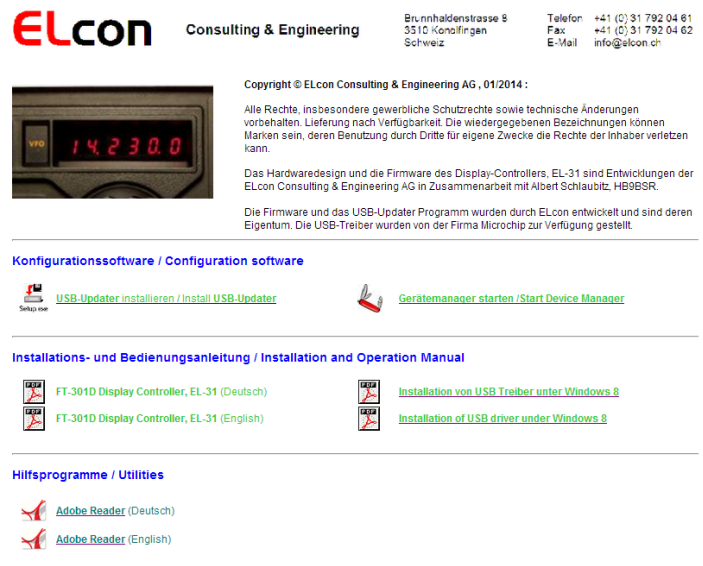 ELcon
Consulting & Engineering
Brunnhaldenstrasse 8
3510 Konolfingen
Schweiz
Telefon +41 (0) 31 792 04 61
Fax +41 (0) 31 792 04 62
E-Mail info@elcon.ch
VFO
14,230.0
Copyright © ELcon Consulting & Engineering AG , 01/2014 :
Alle Rechte, insbesondere gewerbliche Schutzrechte sowie technische Änderungen
vorbehalten. Lieferung nach Verfügbarkeit. Die wiedergegebenen Bezeichnungen können
Marken sein, deren Benutzung durch Dritte für eigene Zwecke die Rechte der Inhaber verletzen
kann.
Das Hardwaredesign und die Firmware des Display-Controllers, EL-31 sind Entwicklungen der
ELcon Consulting & Engineering AG in Zusammenarbeit mit Albert Schlaubitz, HB9BSR.
Die Firmware und das USB-Updater Programm wurden durch ELcon entwickelt und sind deren
Eigentum. Die USB-Treiber wurden von der Firma Microchip zur Verfügung gestellt.
Konfigurationssoftware / Configuration software
Setup.exe
USB-Updater installieren / Install USB-Updater
Gerätemanager starten /Start Device Manager
Installations- und Bedienungsanleitung / Installation and Operation Manual
PDF
FT-301D Display Controller, EL-31 (Deutsch)
PDF
Installation von USB Treiber unter Windows 8
PDF
FT-301D Display Controller, EL-31 (English)
PDF
Installation of USB driver under Windows 8
Hilfsprogramme / Utilities
Adobe Reader (Deutsch)
Adobe Reader (English)